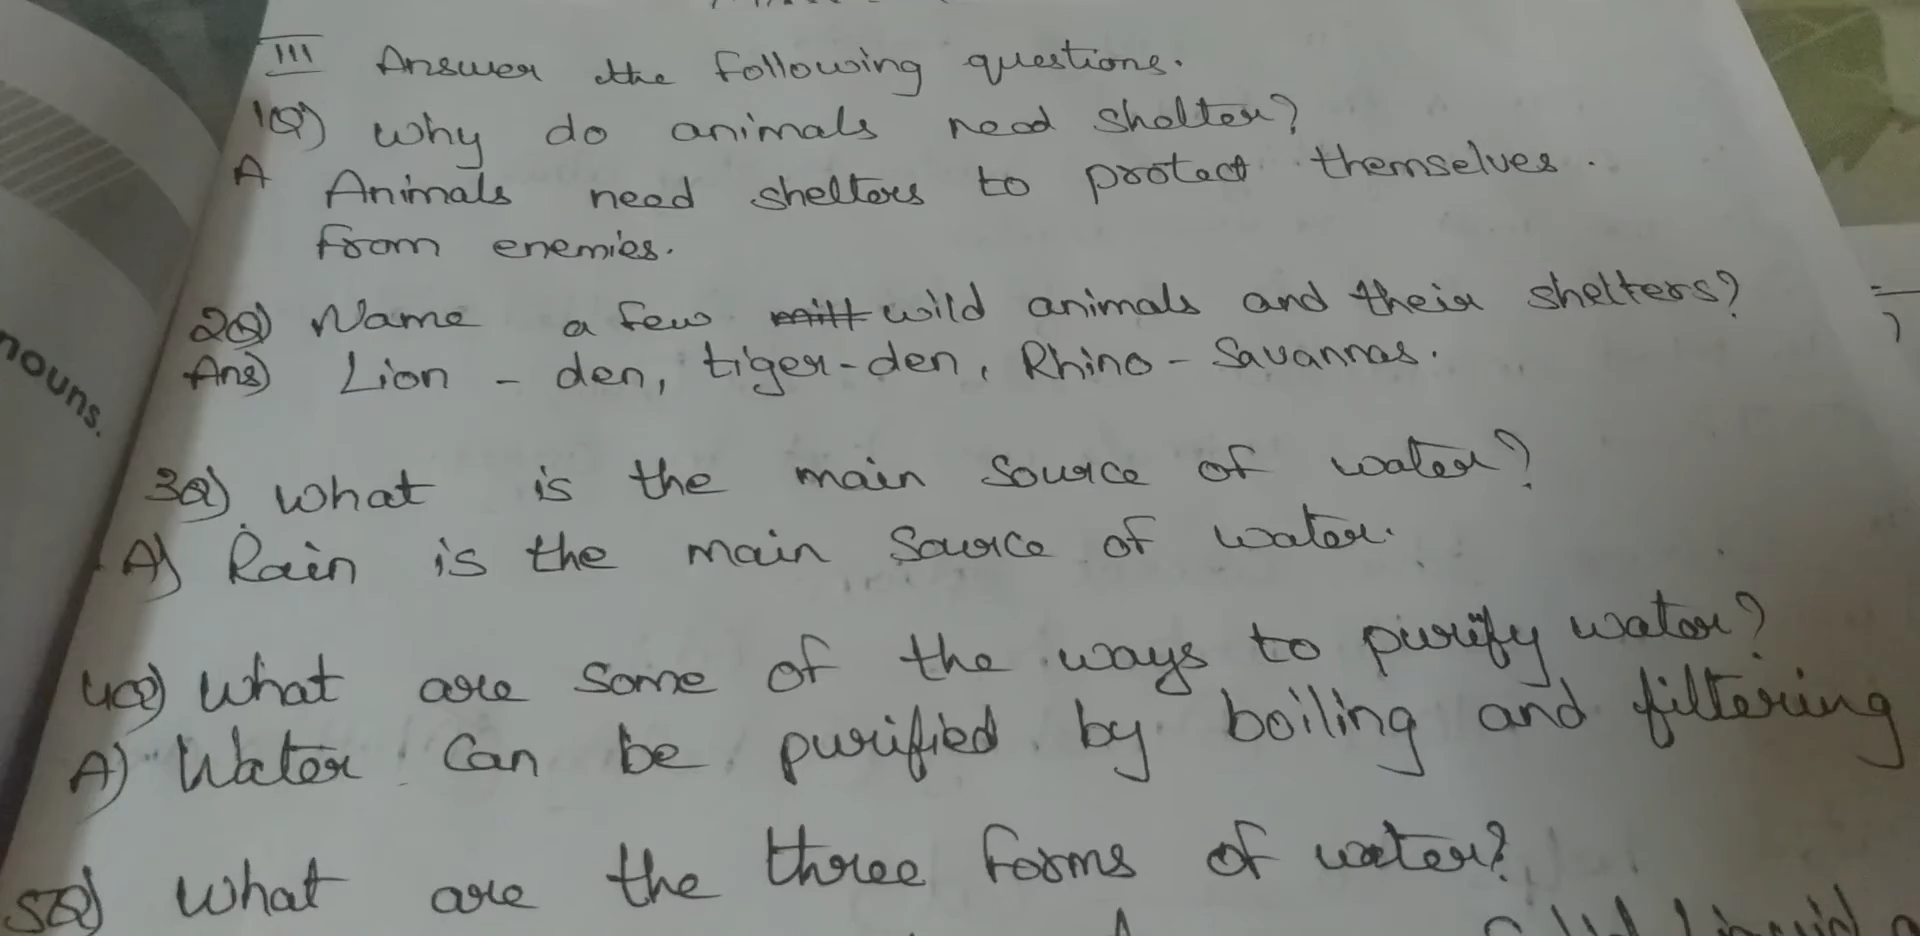 III Answer the following questions.
1Q) Why do animals need shelter?
A Animals need shelters to protect themselves.
from enemies.
2Q) Name a few wild animals and their shelters?
Ans) Lion - den, tiger-den, Rhino - Savannas.
3Q) What is the main source of water?
A) Rain is the main source of water.
4Q) What are some of the ways to purify water?
A) Water can be purified by boiling and filtering
5Q) What are the three forms of water?
nouns.